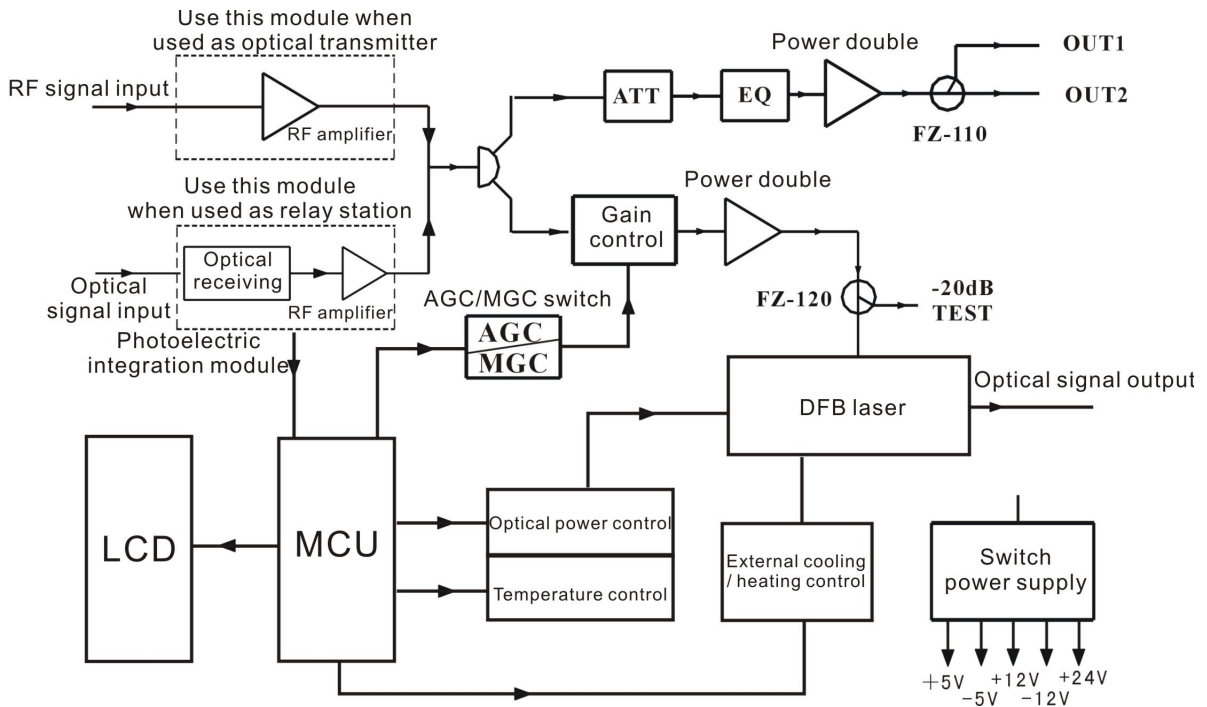 Use this module when
used as optical transmitter
RF signal input
RF amplifier
Use this module
when used as relay station
Optical
receiving
Optical
signal input
RF amplifier
Photoelectric
integration module
ATT
EQ
Power double
OUT1
OUT2
FZ-110
Gain
control
Power double
FZ-120
-20dB
TEST
AGC/MGC switch
AGC
MGC
DFB laser
Optical signal output
LCD
MCU
Optical power control
Temperature control
External cooling
/ heating control
Switch
power supply
+5V
-5V
+12V
-12V
+24V